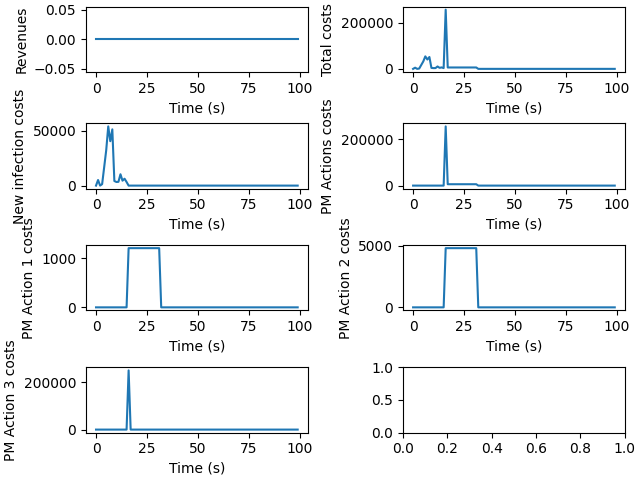 Revenues
0.05
0.00
−0.05
0 25 50 75 100
Time (s)
Total costs
200000
0
0 25 50 75 100
Time (s)
New infection costs
50000
0
0 25 50 75 100
Time (s)
PM Actions costs
200000
0
0 25 50 75 100
Time (s)
PM Action 1 costs
1000
0
0 25 50 75 100
Time (s)
PM Action 2 costs
5000
0
0 25 50 75 100
Time (s)
PM Action 3 costs
200000
0
0 25 50 75 100
Time (s)
1.0
0.5
0.0
0.0 0.2 0.4 0.6 0.8 1.0